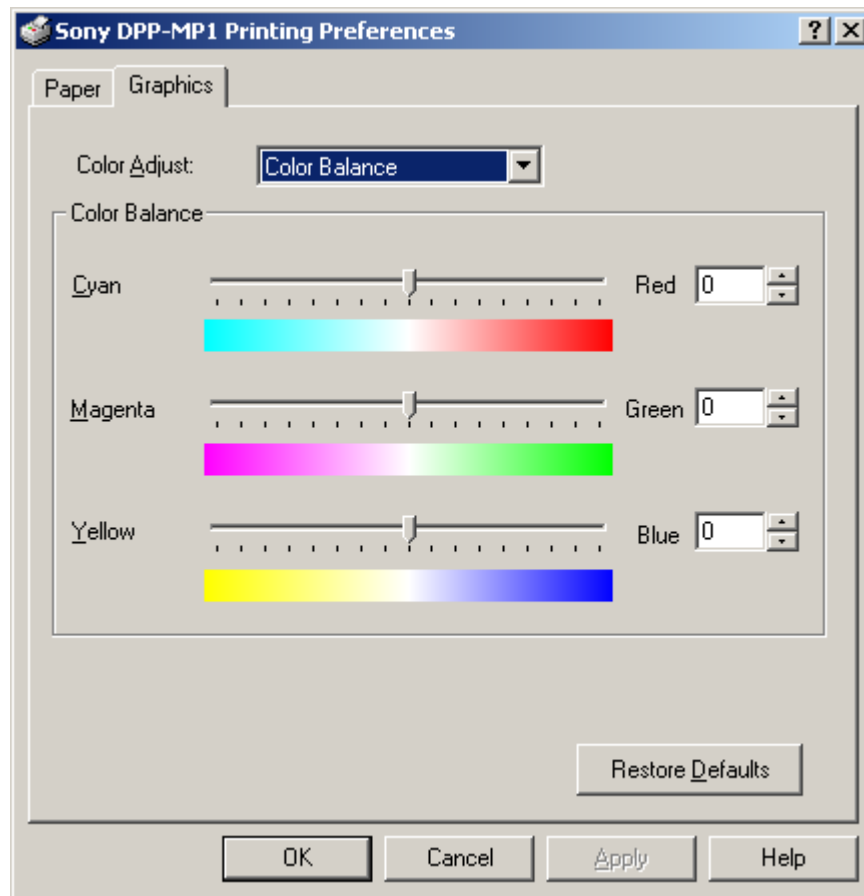 Sony DPP-MP1 Printing Preferences
Paper Graphics
Color Adjust: Color Balance
Color Balance
Cyan Red 0
Magenta Green 0
Yellow Blue 0
Restore Defaults
OK Cancel Apply Help